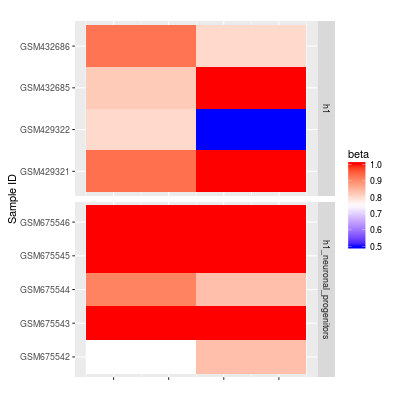 GSM432686
GSM432685
GSM429322
GSM429321
h1
GSM675546
GSM675545
GSM675544
GSM675543
GSM675542
h1_neuronal_progenitors
Sample ID
beta
1.0
0.9
0.8
0.7
0.6
0.5